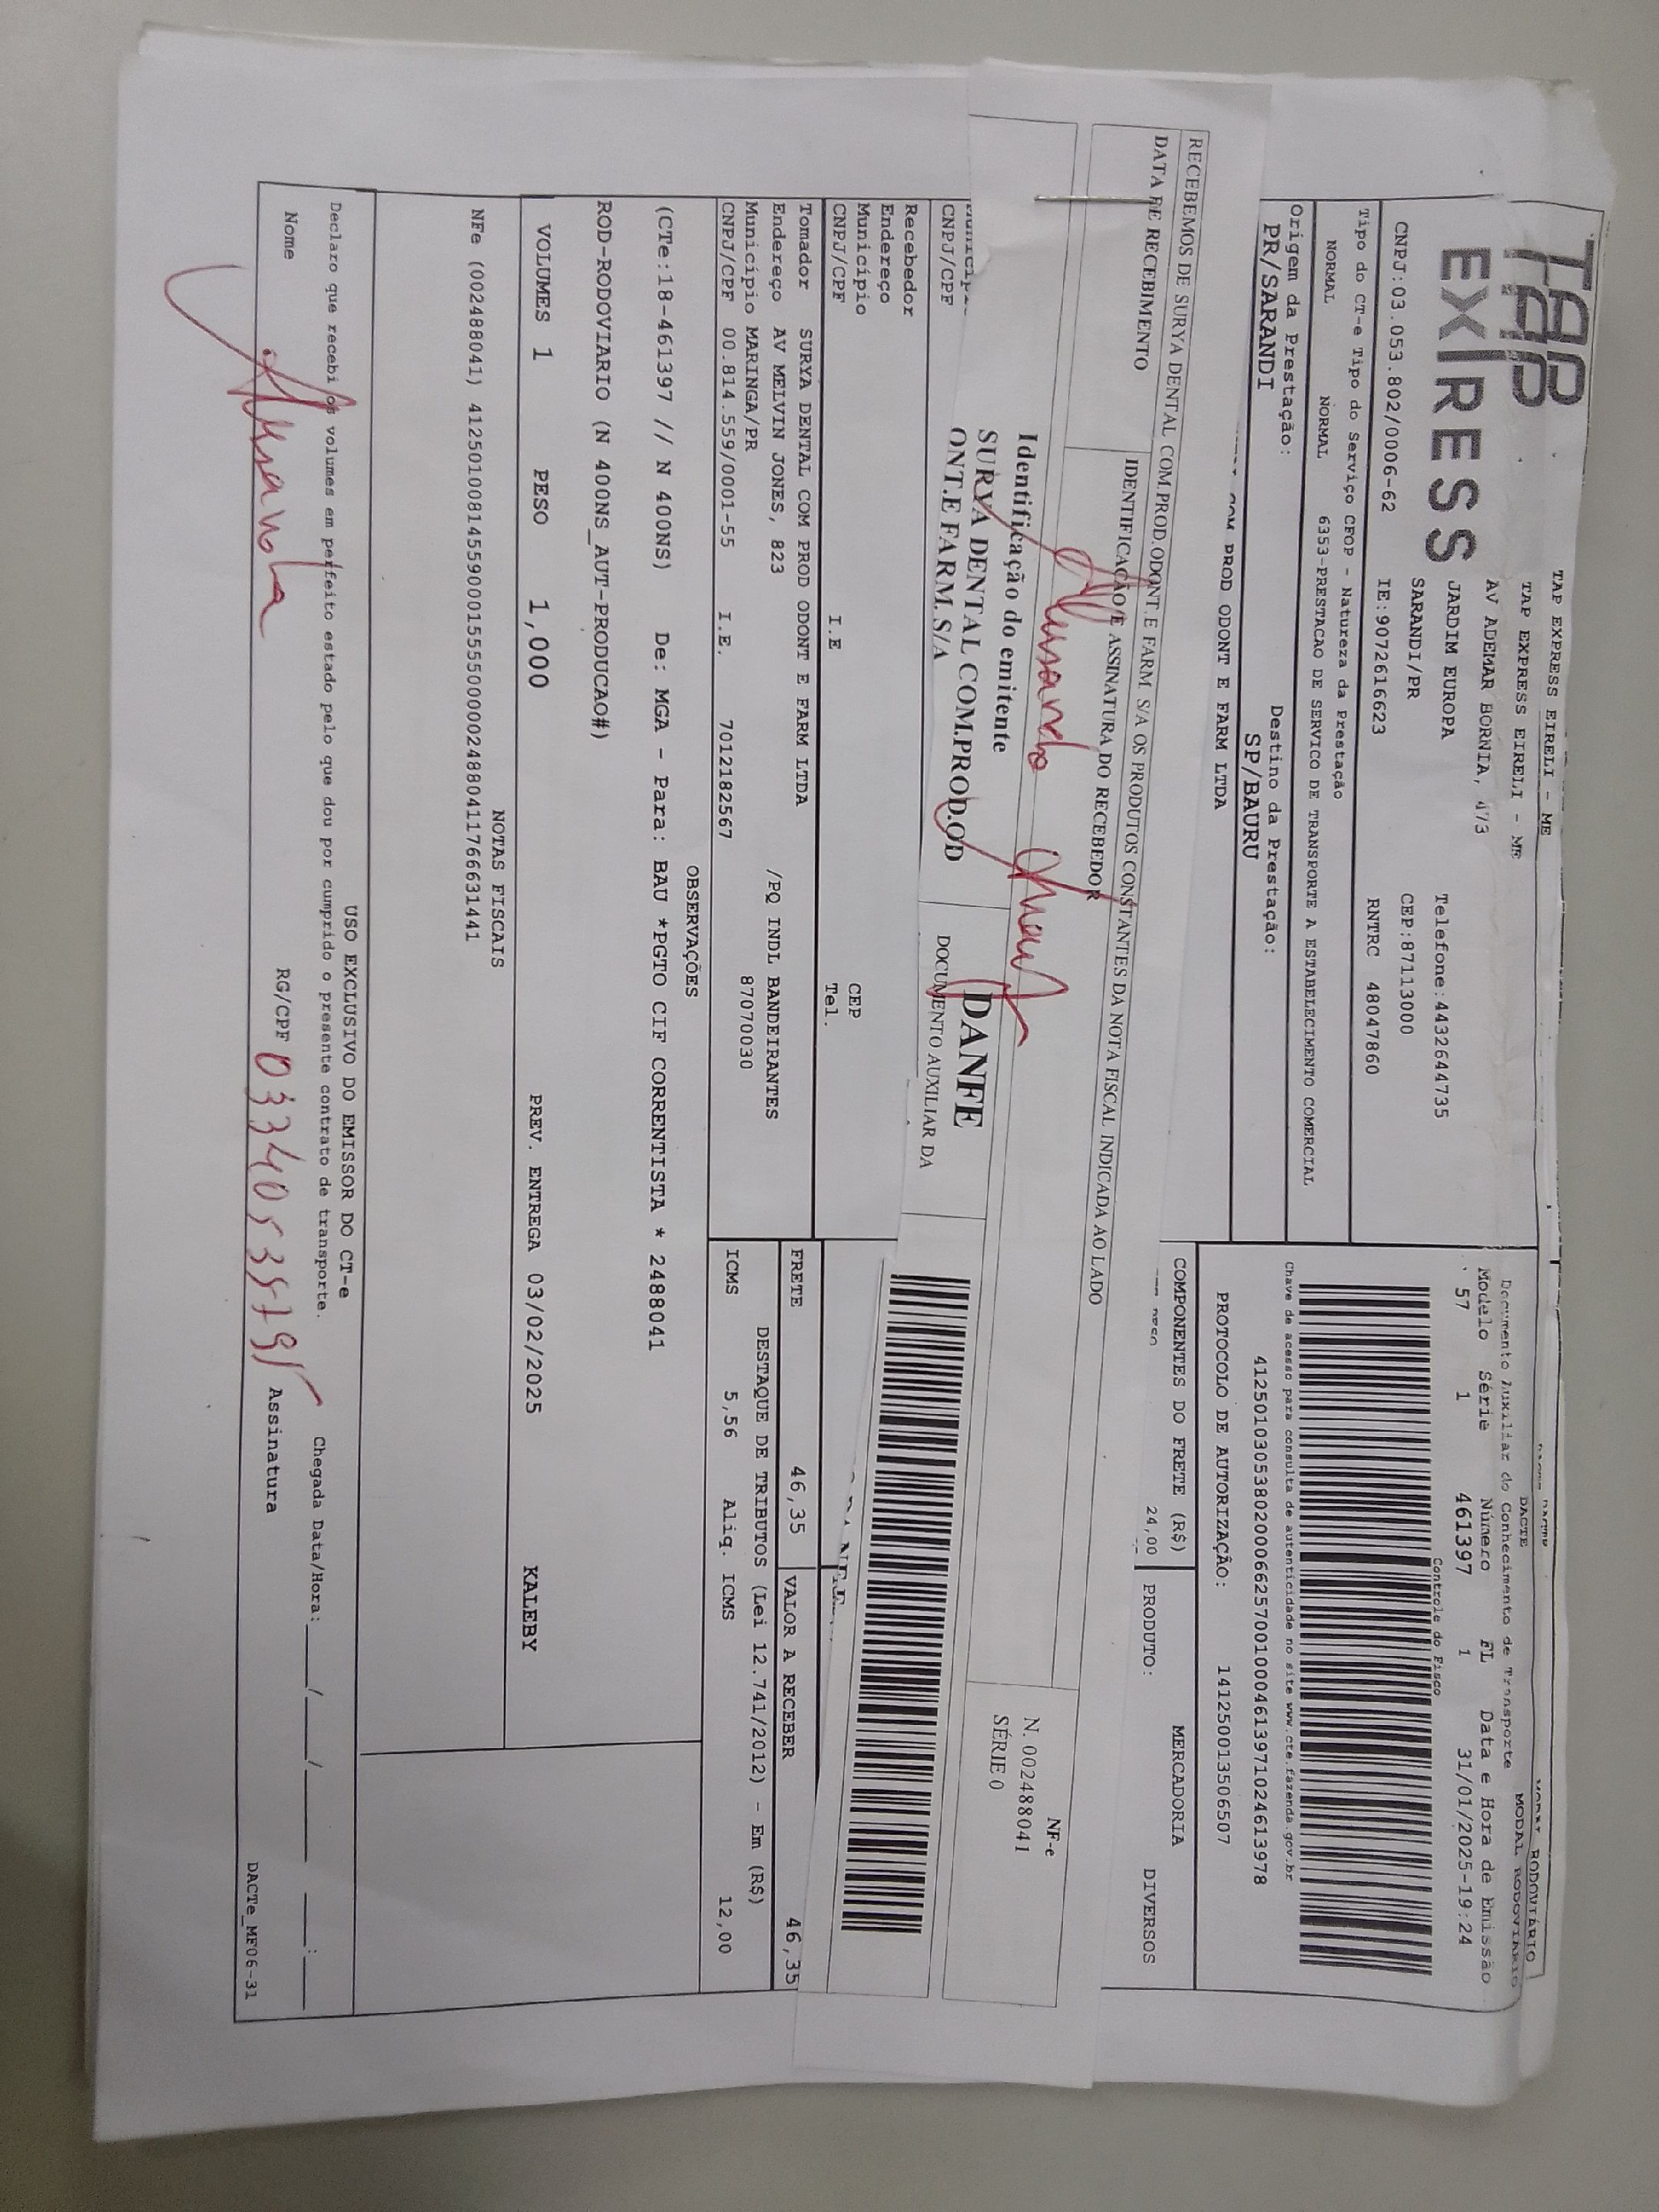 TAP
EXPRESS
TAP EXPRESS EIRELI - ME
TAP EXPRESS EIRELI - ME
AV ADEMAR BORNIA, 473
JARDIM EUROPA Telefone:4432644735
SARANDI/PR CEP:87113000
CNPJ:03.053.802/0006-62 IE:9072616623 RNTRC 48047860
DACTE MODAL RODOVIÁRIO
Documento Auxiliar do Conhecimento de Transporte
Modelo Série Número FL Data e Hora de Emissão
57 1 461397 1 31/01/2025-19:24
Controle do Fisco
Tipo do CT-e Tipo do Serviço CFOP - Natureza da Prestação
NORMAL NORMAL 6353-PRESTACAO DE SERVICO DE TRANSPORTE A ESTABELECIMENTO COMERCIAL
Chave de acesso para consulta de autenticidade no site www.cte.fazenda.gov.br
41250103053802000662570010004613971024613978
Origem da Prestação: Destino da Prestação:
PR/SARANDI SP/BAURU
PROTOCOLO DE AUTORIZAÇÃO: 141250013506507
COM PROD ODONT E FARM LTDA
COMPONENTES DO FRETE (R$) PRODUTO: MERCADORIA DIVERSOS
24,00
RECEBEMOS DE SURYA DENTAL COM.PROD.ODONT.E FARM. S/A OS PRODUTOS CONSTANTES DA NOTA FISCAL INDICADA AO LADO
DATA DE RECEBIMENTO IDENTIFICAÇÃO E ASSINATURA DO RECEBEDOR
NF-e
N. 002488041
SÉRIE 0
Identificação do emitente
SURYA DENTAL COM.PROD.OD
ONT.E FARM. S/A
DANFE
DOCUMENTO AUXILIAR DA
CNPJ/CPF
Recebedor
Endereço
Município CEP
CNPJ/CPF I.E Tel.
Tomador SURYA DENTAL COM PROD ODONT E FARM LTDA
Endereço AV MELVIN JONES, 823 /PQ INDL BANDEIRANTES
Município MARINGA/PR 87070030
CNPJ/CPF 00.814.559/0001-55 I.E. 7012182567
FRETE 46,35 VALOR A RECEBER 46,35
DESTAQUE DE TRIBUTOS (Lei 12.741/2012) - Em (R$)
ICMS 5,56 Aliq. ICMS 12,00
OBSERVAÇÕES
(CTe:18-461397 // N 400NS) De: MGA - Para: BAU *PGTO CIF CORRENTISTA * 2488041
ROD-RODOVIARIO (N 400NS_AUT-PRODUCAO#)
VOLUMES 1 PESO 1,000 PREV. ENTREGA 03/02/2025 KALEBY
NOTAS FISCAIS
NFe (002488041) 41250100814559000155550000024880411766631441
USO EXCLUSIVO DO EMISSOR DO CT-e
Declaro que recebi os volumes em perfeito estado pelo que dou por cumprido o presente contrato de transporte.
Chegada Data/Hora: / / :
Nome RG/CPF Assinatura
DACTe_MF06-31